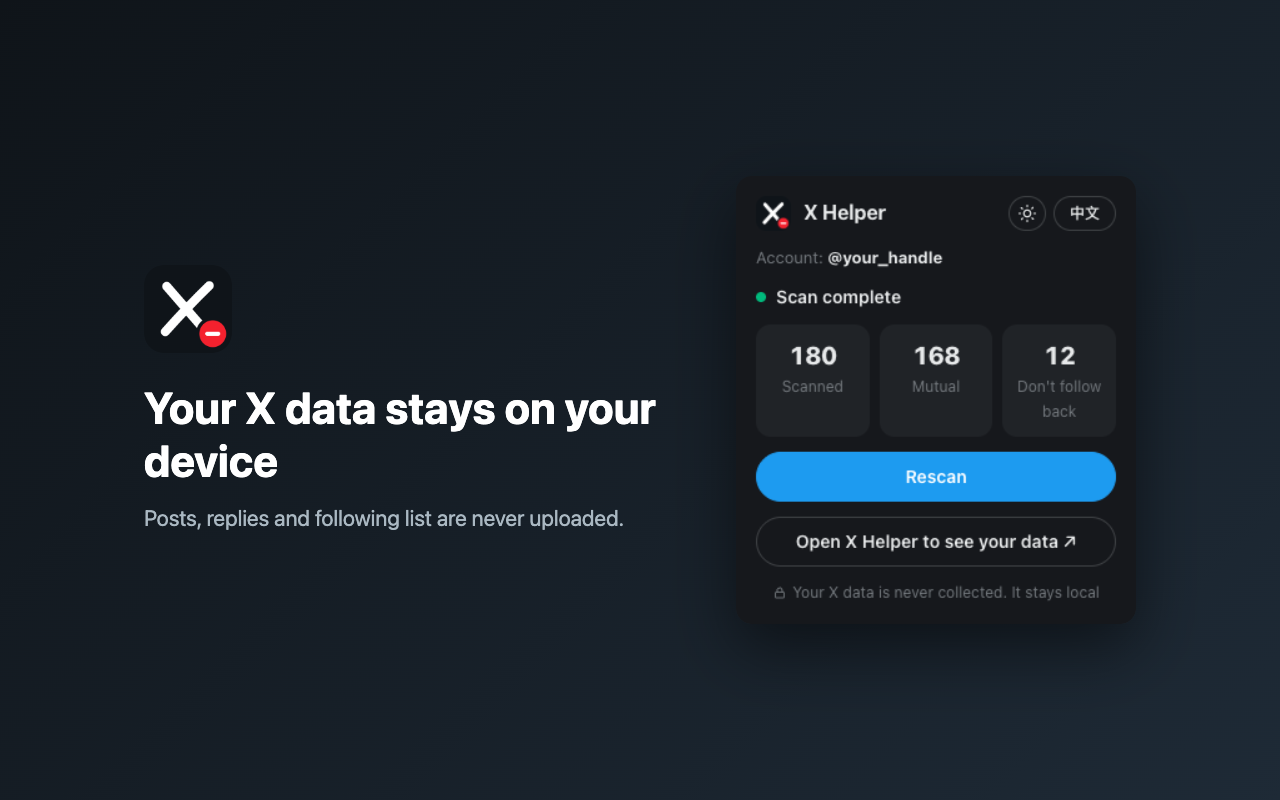 Your X data stays on your
device
Posts, replies and following list are never uploaded.
X Helper
中文
Account: @your_handle
Scan complete
180
Scanned
168
Mutual
12
Don't follow
back
Rescan
Open X Helper to see your data ↗
Your X data is never collected. It stays local